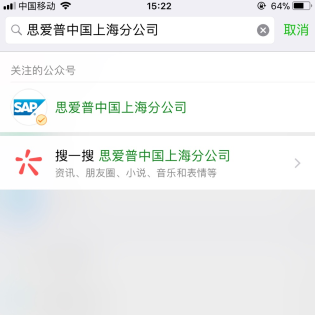 中国移动 15:22 64%
思爱普中国上海分公司 取消
关注的公众号
SAP 思爱普中国上海分公司
搜一搜 思爱普中国上海分公司
资讯、朋友圈、小说、音乐和表情等